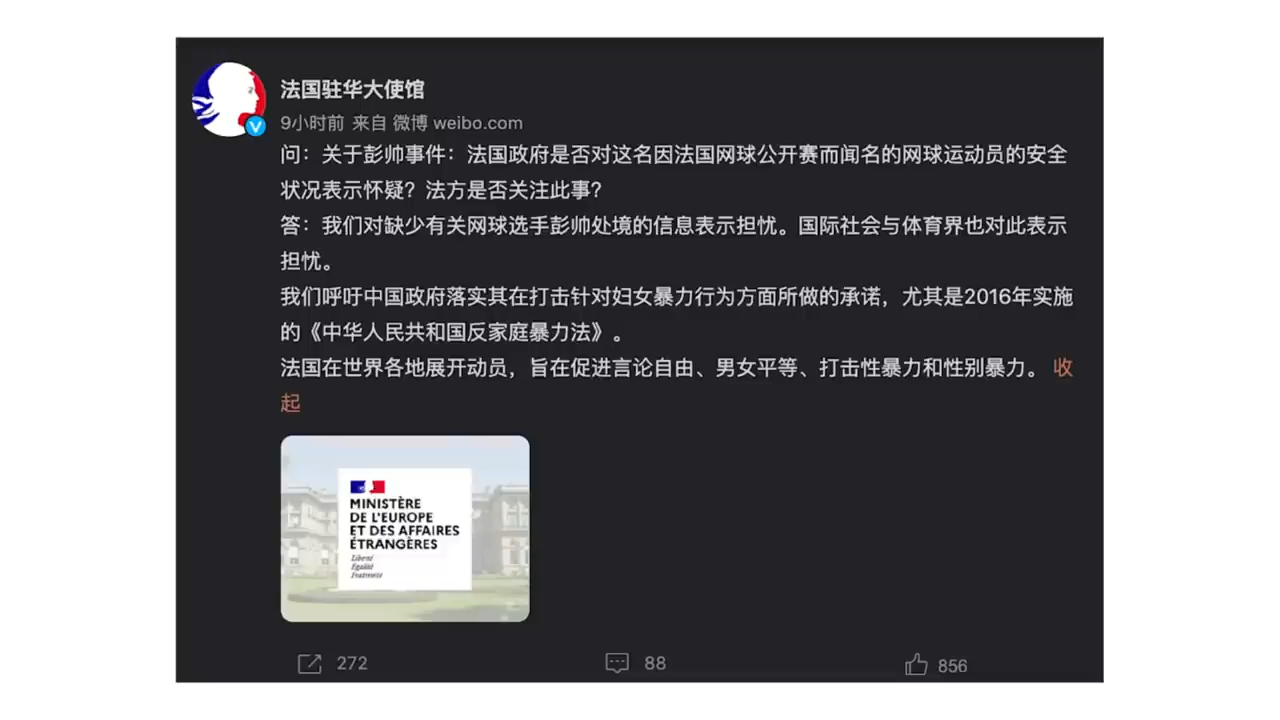 法国驻华大使馆
9小时前 来自 微博 weibo.com
问：关于彭帅事件：法国政府是否对这名因法国网球公开赛而闻名的网球运动员的安全
状况表示怀疑？法方是否关注此事？
答：我们对缺少有关网球选手彭帅处境的信息表示担忧。国际社会与体育界也对此表示
担忧。
我们呼吁中国政府落实其在打击针对妇女暴力行为方面所做的承诺，尤其是2016年实施
的《中华人民共和国反家庭暴力法》。
法国在世界各地展开动员，旨在促进言论自由、男女平等、打击性暴力和性别暴力。 收
起
MINISTÈRE
DE L'EUROPE
ET DES AFFAIRES
ÉTRANGÈRES
Liberté
Égalité
Fraternité
272
88
856